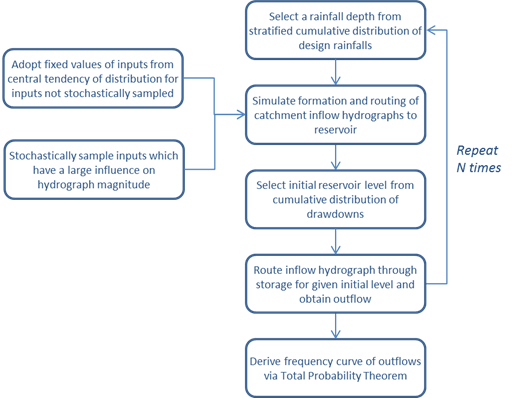 Select a rainfall depth from
stratified cumulative distribution of
design rainfalls
Adopt fixed values of inputs from
central tendency of distribution for
inputs not stochastically sampled
Simulate formation and routing of
catchment inflow hydrographs to
reservoir
Stochastically sample inputs which
have a large influence on
hydrograph magnitude
Repeat
N times
Select initial reservoir level from
cumulative distribution of
drawdowns
Route inflow hydrograph through
storage for given initial level and
obtain outflow
Derive frequency curve of outflows
via Total Probability Theorem